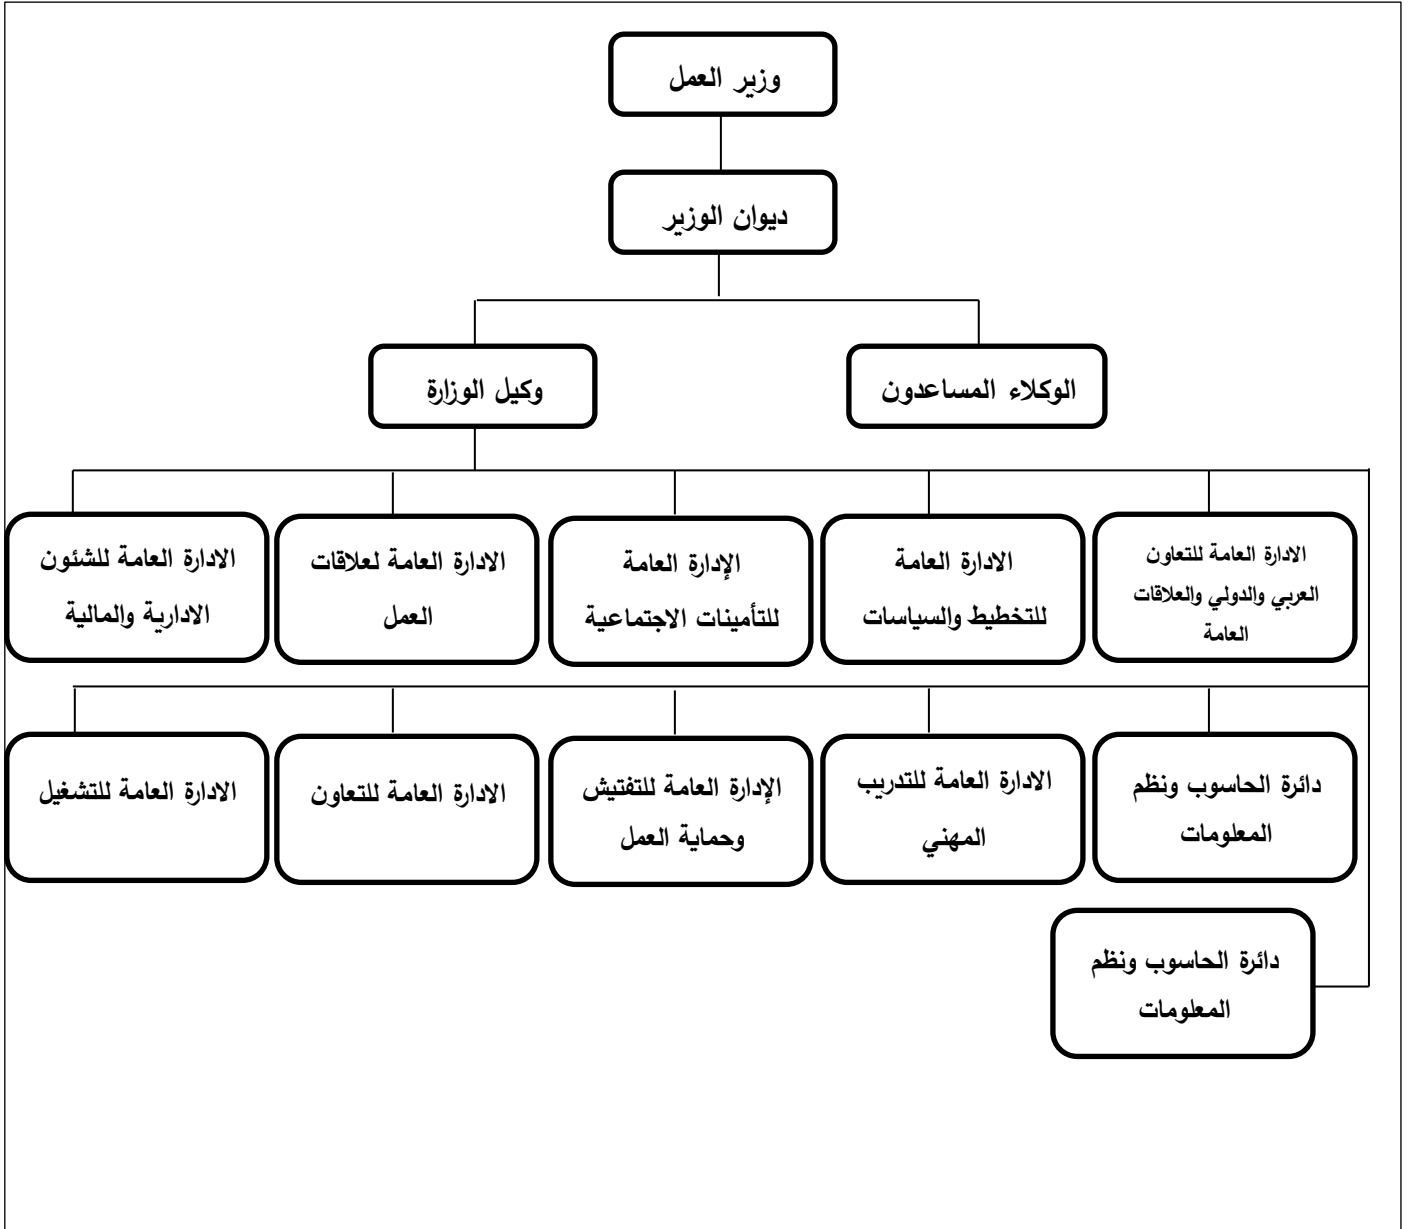 وزير العمل
ديوان الوزير
الوكلاء المساعدون
وكيل الوزارة
الادارة العامة للتعاون
العربي والدولي والعلاقات
العامة
الادارة العامة
للتخطيط والسياسات
الإدارة العامة
للتأمينات الاجتماعية
الادارة العامة لعلاقات
العمل
الادارة العامة للشئون
الادارية والمالية
دائرة الحاسوب ونظم
المعلومات
الادارة العامة للتدريب
المهني
الإدارة العامة للتفتيش
وحماية العمل
الادارة العامة للتعاون
الادارة العامة للتشغيل
دائرة الحاسوب ونظم
المعلومات